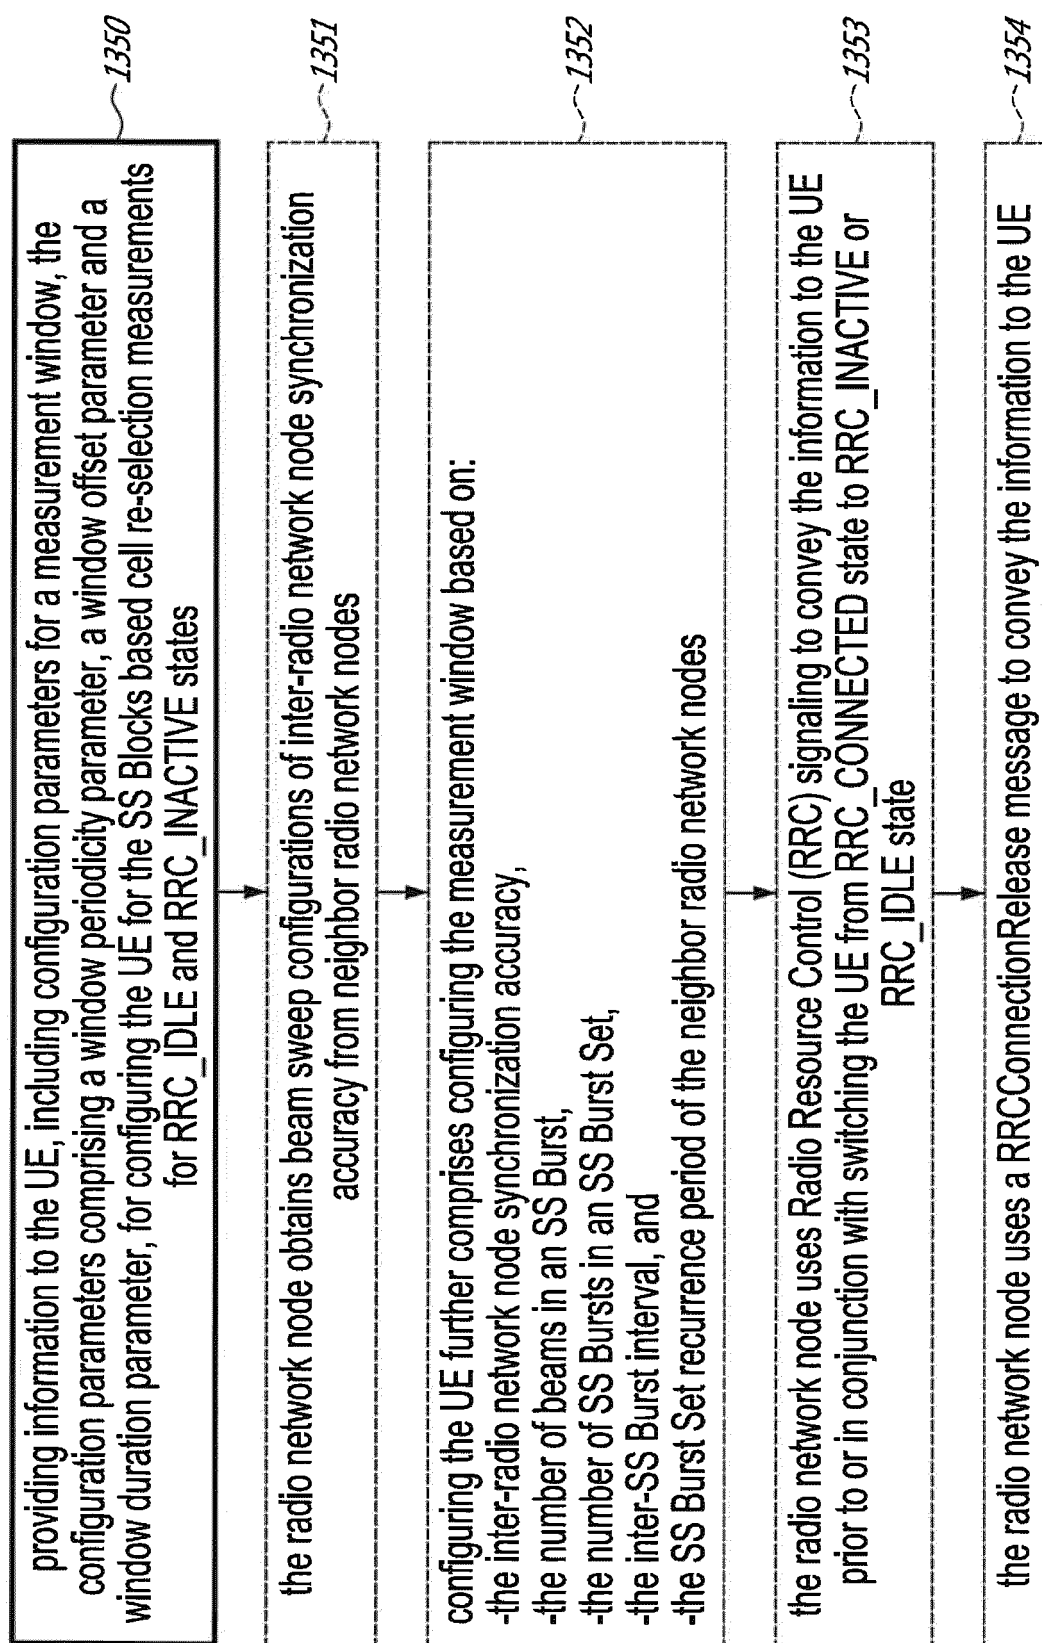 providing information to the UE, including configuration parameters for a measurement window, the
configuration parameters comprising a window periodicity parameter, a window offset parameter and a
window duration parameter, for configuring the UE for the SS Blocks based cell re-selection measurements
for RRC_IDLE and RRC_INACTIVE states
1350
the radio network node obtains beam sweep configurations of inter-radio network node synchronization
accuracy from neighbor radio network nodes
1351
configuring the UE further comprises configuring the measurement window based on:
-the inter-radio network node synchronization accuracy,
-the number of beams in an SS Burst,
-the number of SS Bursts in an SS Burst Set,
-the inter-SS Burst interval, and
-the SS Burst Set recurrence period of the neighbor radio network nodes
1352
the radio network node uses Radio Resource Control (RRC) signaling to convey the information to the UE
prior to or in conjunction with switching the UE from RRC_CONNECTED state to RRC_INACTIVE or
RRC_IDLE state
1353
the radio network node uses a RRCConnectionRelease message to convey the information to the UE
1354